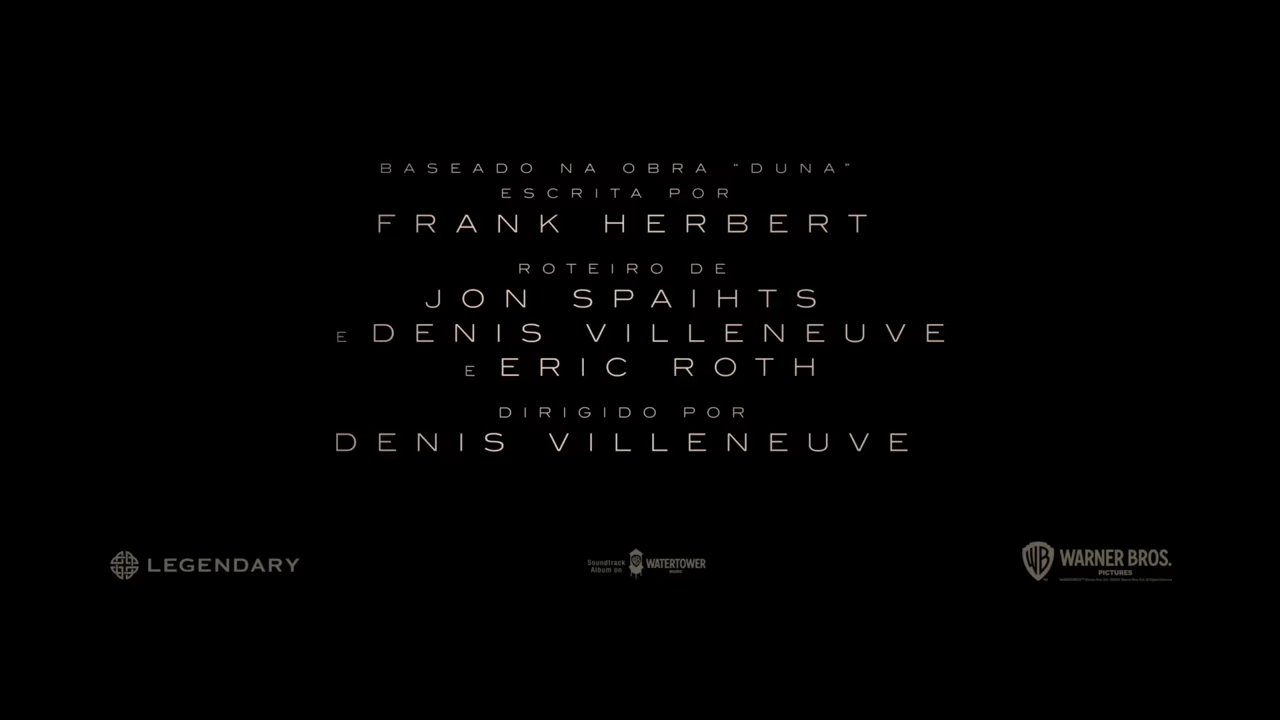 BASEADO NA OBRA “DUNA”
ESCRITA POR
FRANK HERBERT
ROTEIRO DE
JON SPAIHTS
E DENIS VILLENEUVE
E ERIC ROTH
DIRIGIDO POR
DENIS VILLENEUVE
LEGENDARY
Soundtrack
Album on
WATERTOWER
WB
WARNER BROS.
PICTURES